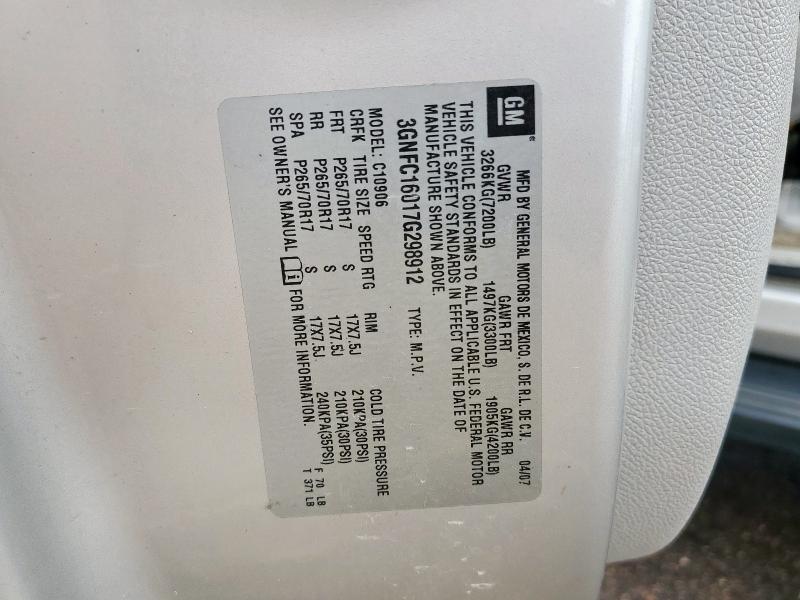 GM
MFD BY GENERAL MOTORS DE MEXICO, S. DE R.L. DE C.V. 04/07
GVWR GAWR FRT GAWR RR
3266KG(7200LB) 1497KG(3300LB) 1905KG(4200LB)
THIS VEHICLE CONFORMS TO ALL APPLICABLE U.S. FEDERAL MOTOR
VEHICLE SAFETY STANDARDS IN EFFECT ON THE DATE OF
MANUFACTURE SHOWN ABOVE.
3GNFC16017G298912 TYPE: M.P.V.
MODEL: C10906
CRFK TIRE SIZE SPEED RTG RIM COLD TIRE PRESSURE
FRT P265/70R17 S 17X7.5J 210KPA(30PSI)
RR P265/70R17 S 17X7.5J 210KPA(30PSI)
SPA P265/70R17 S 17X7.5J 240KPA(35PSI) F 70 LB
SEE OWNER'S MANUAL i FOR MORE INFORMATION. T 371 LB